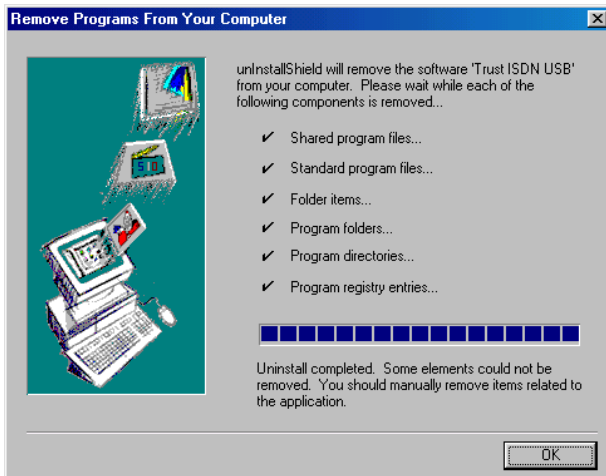 Remove Programs From Your Computer
unInstallShield will remove the software 'Trust ISDN USB'
from your computer. Please wait while each of the
following components is removed...
✔ Shared program files...
✔ Standard program files...
✔ Folder items...
✔ Program folders...
✔ Program directories...
✔ Program registry entries...
Uninstall completed. Some elements could not be
removed. You should manually remove items related to
the application.
OK